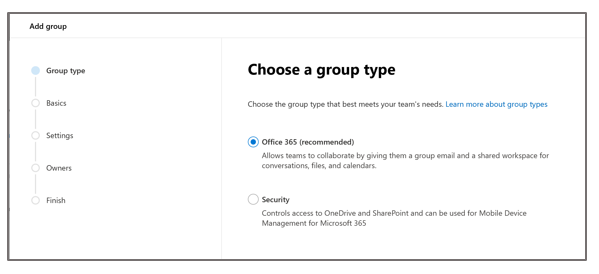 Add group
Group type
Basics
Settings
Owners
Finish
Choose a group type
Choose the group type that best meets your team's needs. Learn more about group types
Office 365 (recommended)
Allows teams to collaborate by giving them a group email and a shared workspace for
conversations, files, and calendars.
Security
Controls access to OneDrive and SharePoint and can be used for Mobile Device
Management for Microsoft 365